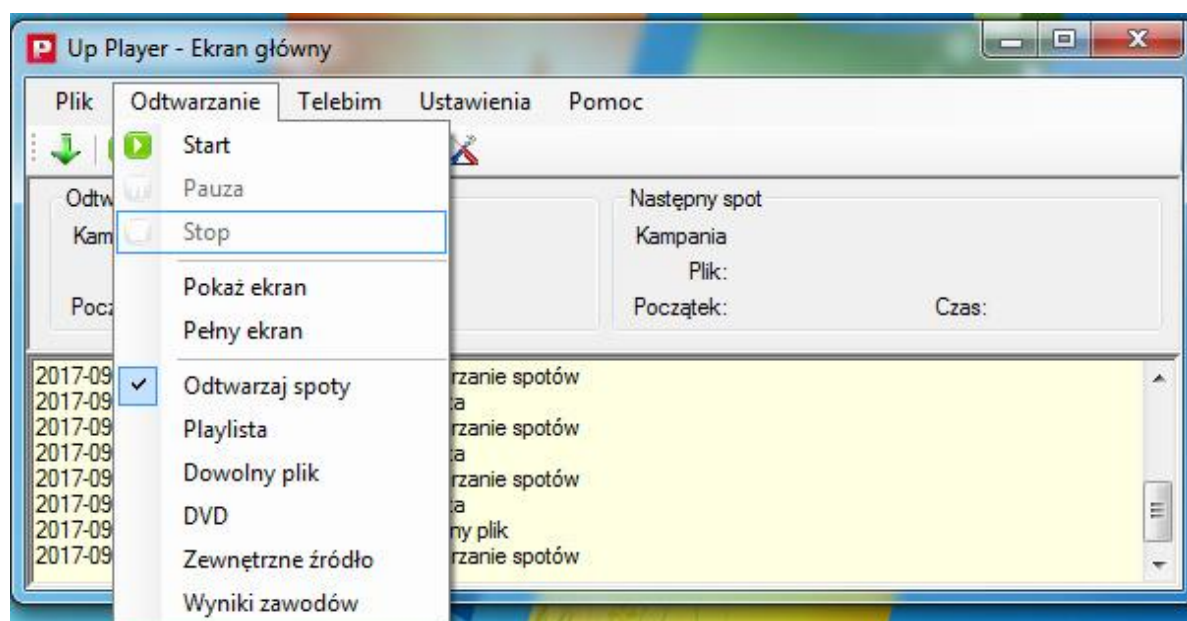 Up Player - Ekran główny
Plik Odtwarzanie Telebim Ustawienia Pomoc
Start
Pauza
Stop
Pokaż ekran
Pełny ekran
Odtwarzaj spoty
Playlista
Dowolny plik
DVD
Zewnętrzne źródło
Wyniki zawodów
Odtw
Kam
Pocz
Następny spot
Kampania
Plik:
Początek: Czas:
2017-09 rzanie spotów
2017-09 ta
2017-09 rzanie spotów
2017-09 ta
2017-09 rzanie spotów
2017-09 ta
2017-09 ny plik
2017-09 rzanie spotów